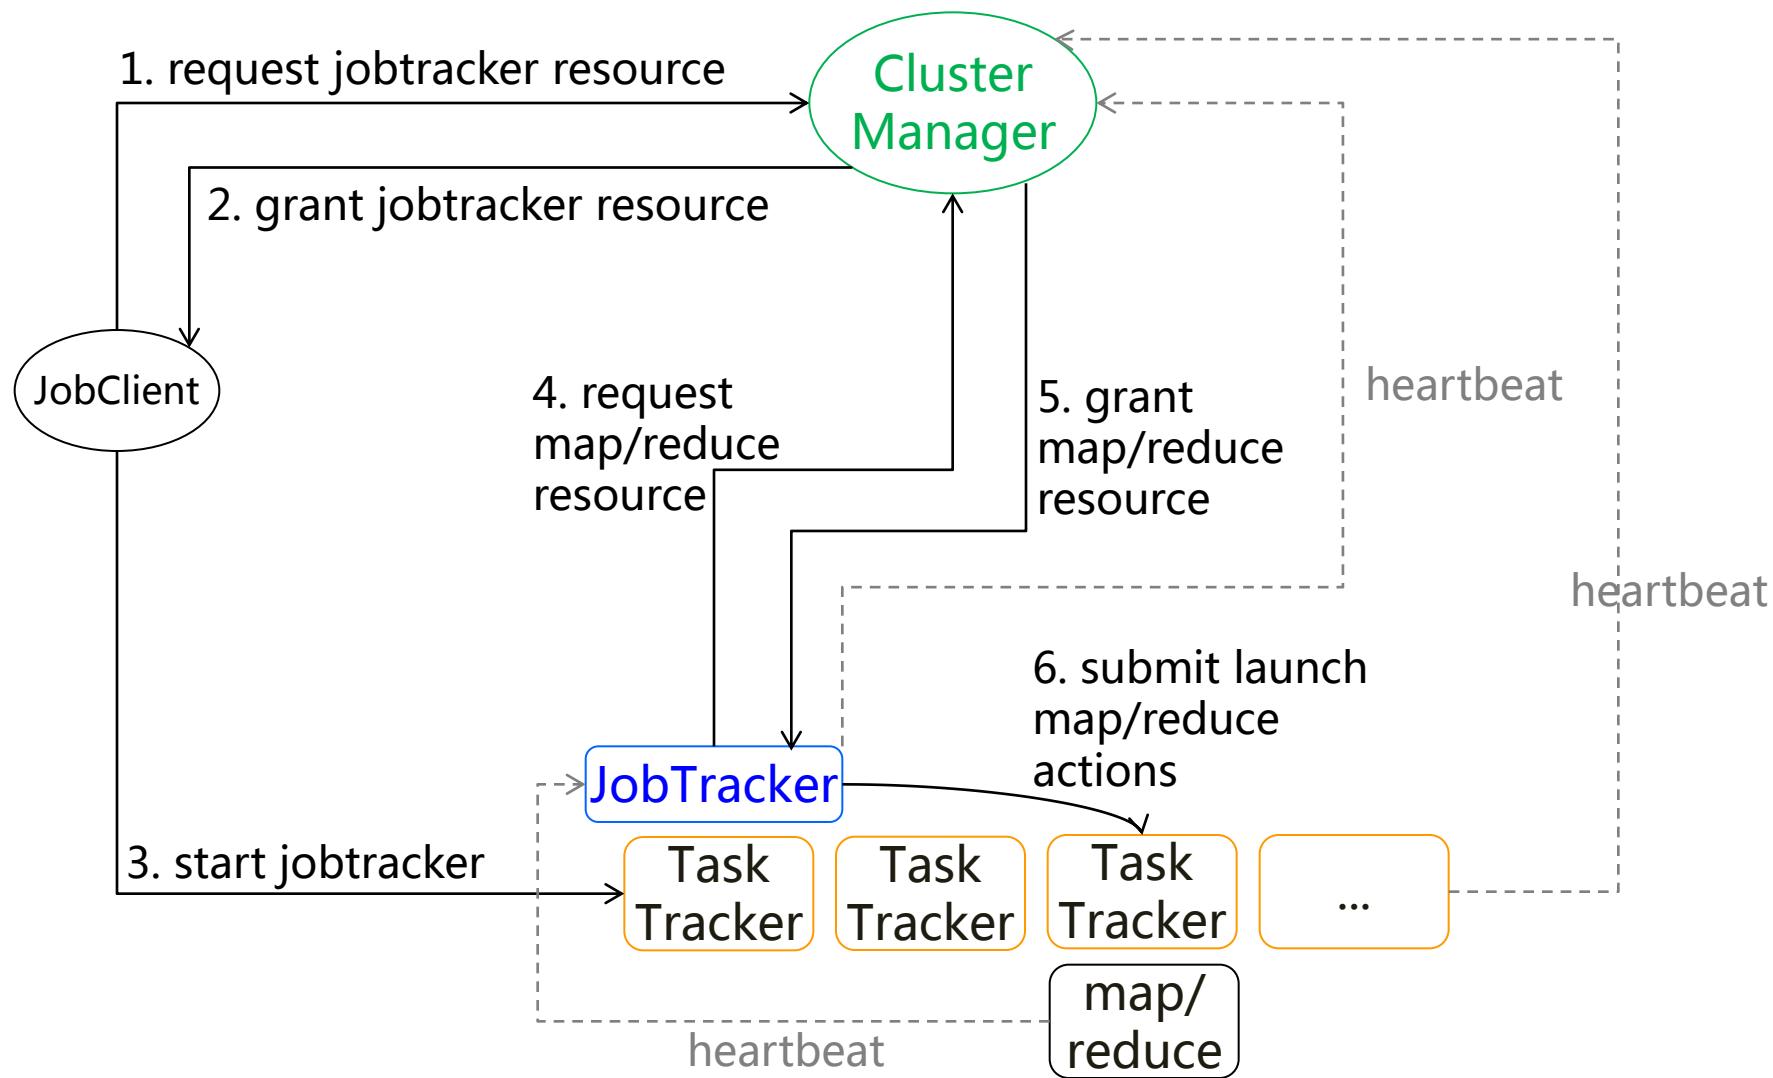 1. request jobtracker resource
Cluster
Manager
2. grant jobtracker resource
JobClient
4. request
map/reduce
resource
5. grant
map/reduce
resource
heartbeat
heartbeat
6. submit launch
map/reduce
actions
JobTracker
3. start jobtracker
Task
Tracker
Task
Tracker
Task
Tracker
...
map/
reduce
heartbeat